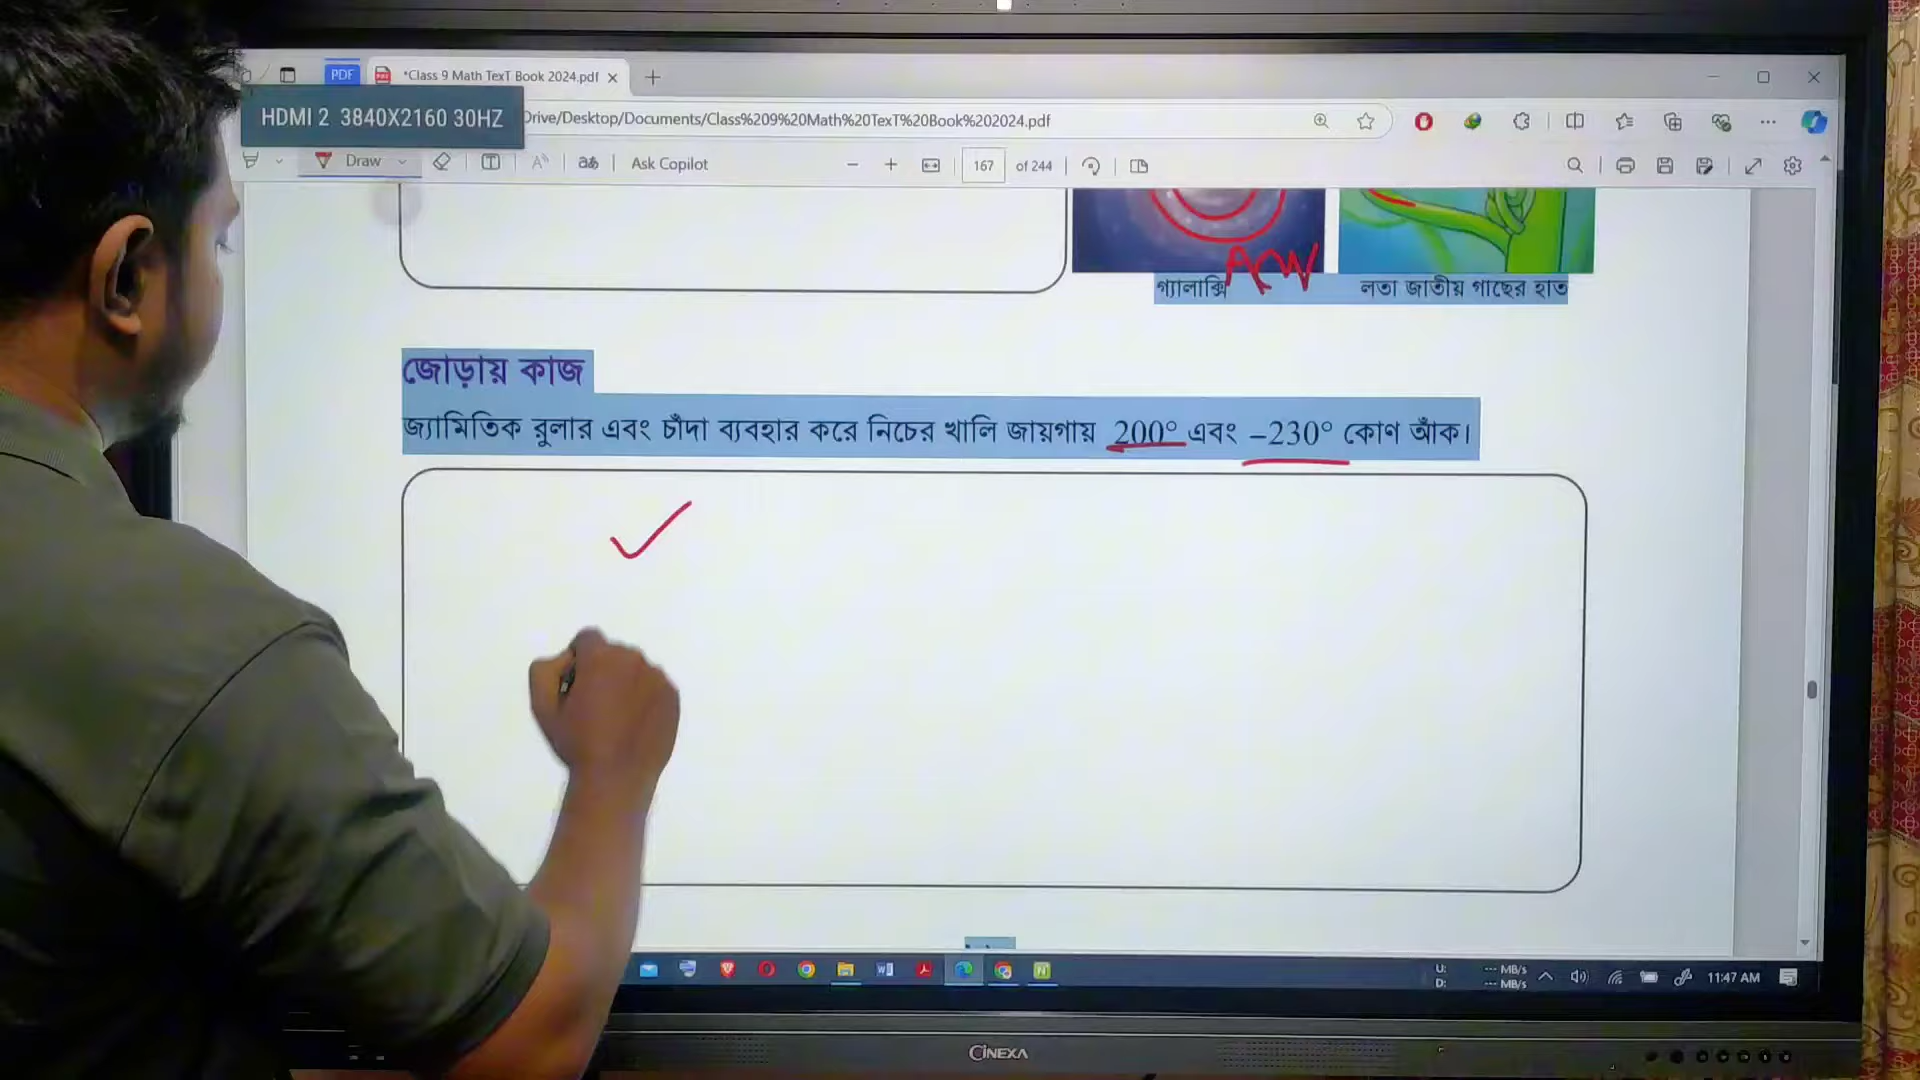 PDF
*Class 9 Math TexT Book 2024.pdf
HDMI 2 3840X2160 30HZ
Drive/Desktop/Documents/Class%209%20Math%20TexT%20Book%202024.pdf
Draw
Ask Copilot
167 of 244
ACW
গ্যালাক্সি
লতা জাতীয় গাছের হাত
জোড়ায় কাজ
জ্যামিতিক রুলার এবং চাঁদা ব্যবহার করে নিচের খালি জায়গায় 200° এবং −230° কোণ আঁক।
U: --- MB/s
D: --- MB/s
11:47 AM
CINEXA